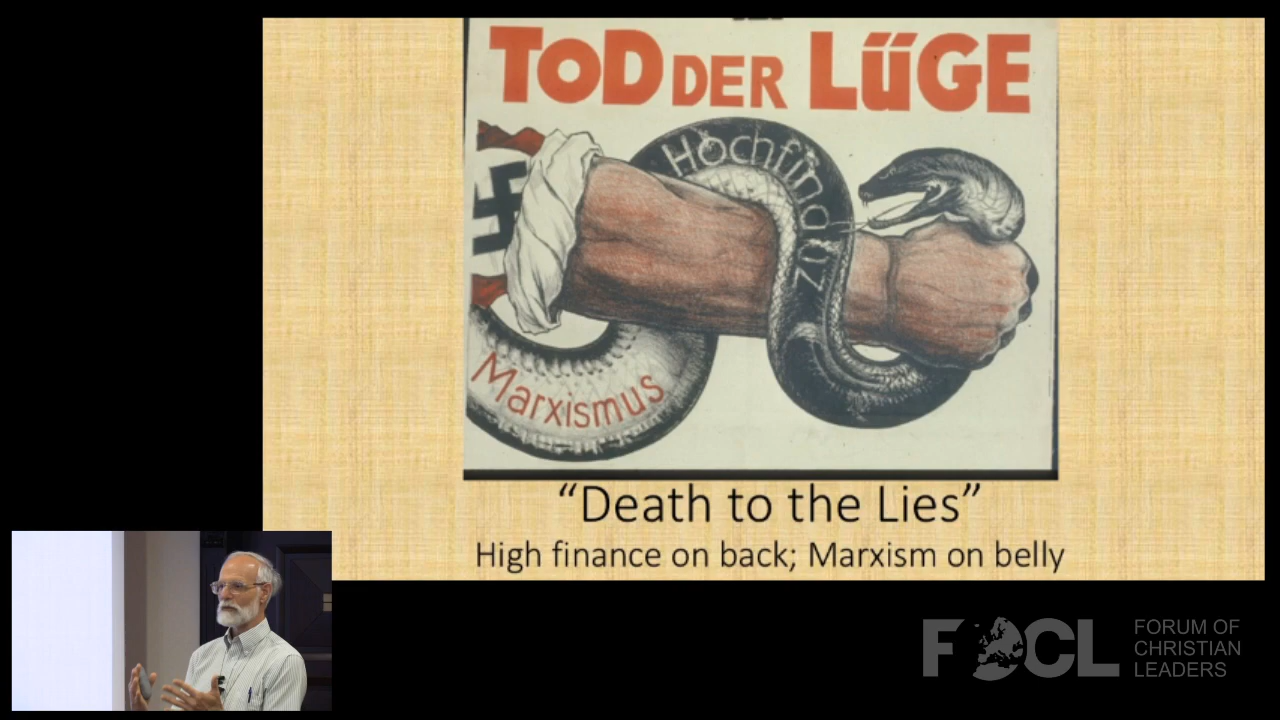 TOD DER LÜGE
Hochfinanz
Marxismus
“Death to the Lies”
High finance on back; Marxism on belly
FOCL
FORUM OF
CHRISTIAN
LEADERS